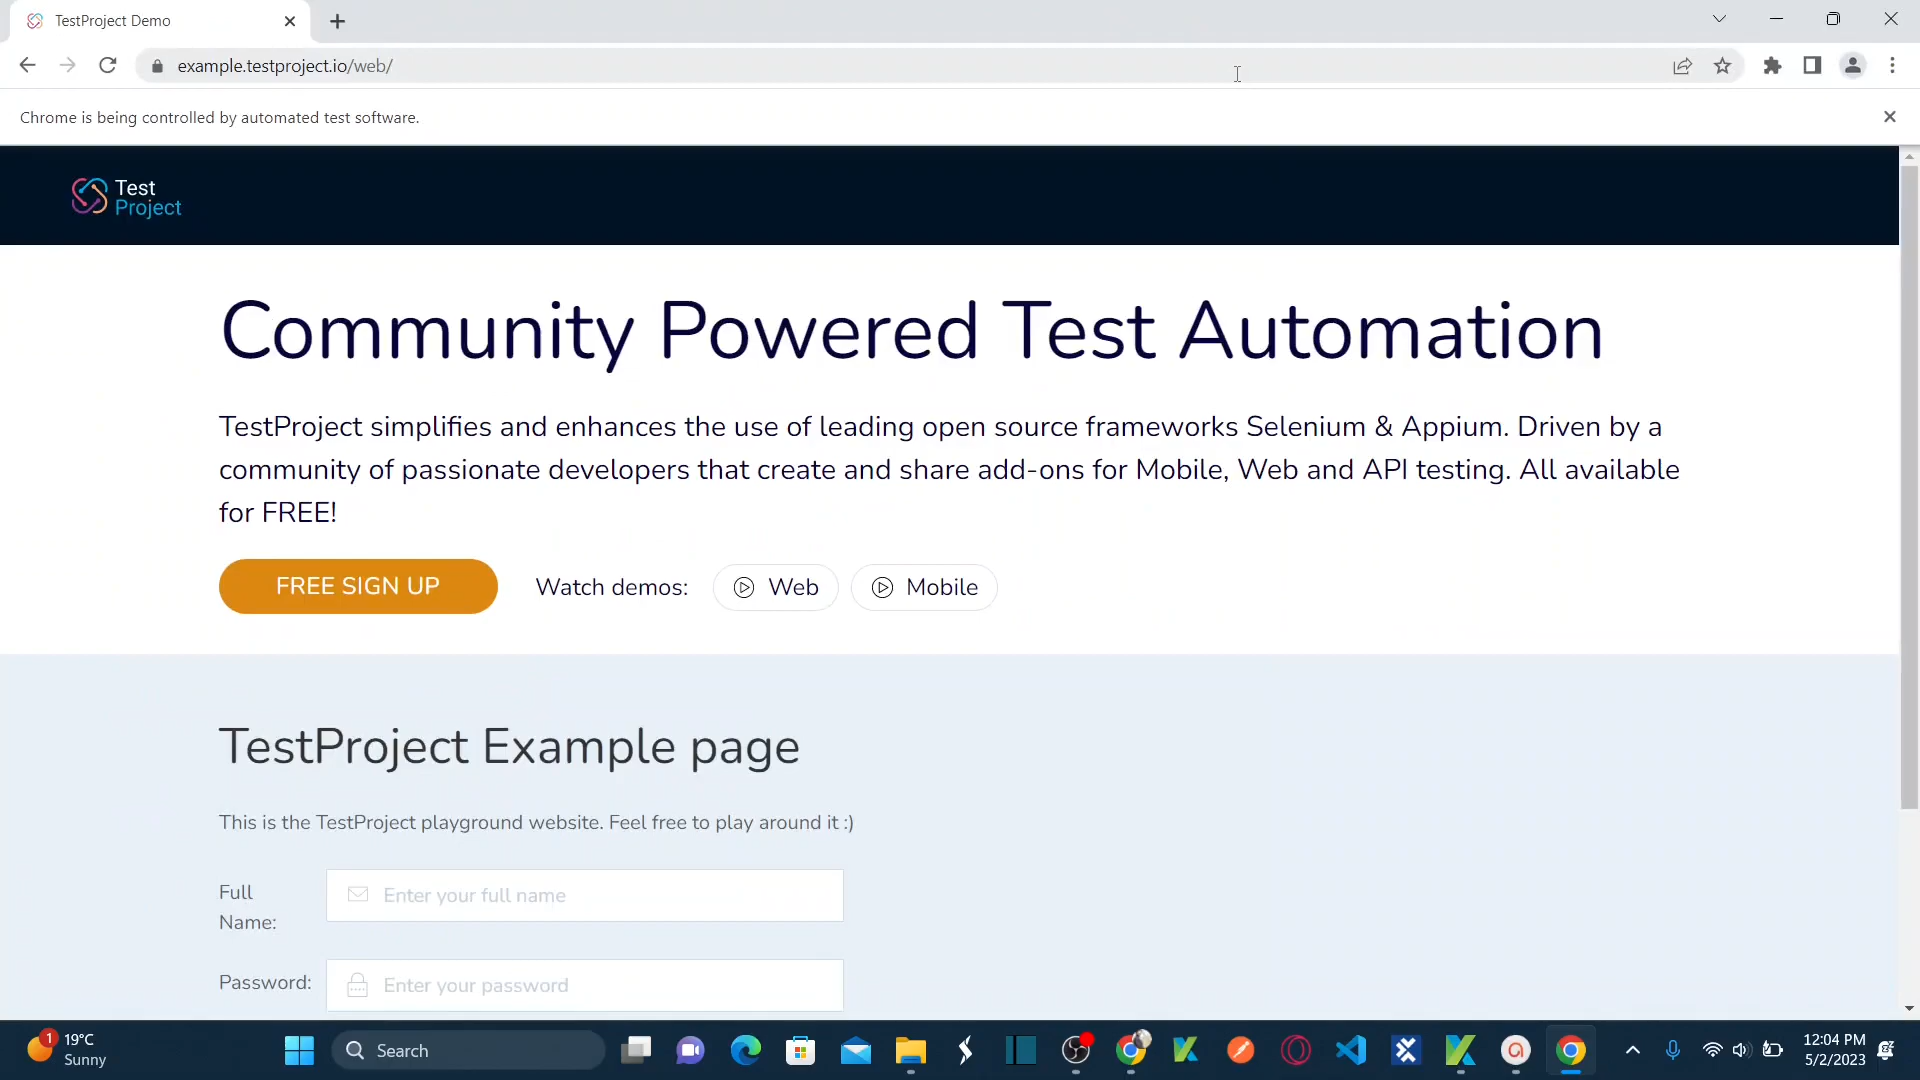 TestProject Demo
example.testproject.io/web/
Chrome is being controlled by automated test software.
Test
Project
Community Powered Test Automation
TestProject simplifies and enhances the use of leading open source frameworks Selenium & Appium. Driven by a
community of passionate developers that create and share add-ons for Mobile, Web and API testing. All available
for FREE!
FREE SIGN UP
Watch demos:
Web
Mobile
TestProject Example page
This is the TestProject playground website. Feel free to play around it :)
Full
Name:
Enter your full name
Password:
Enter your password
1
19°C
Sunny
Search
12:04 PM
5/2/2023